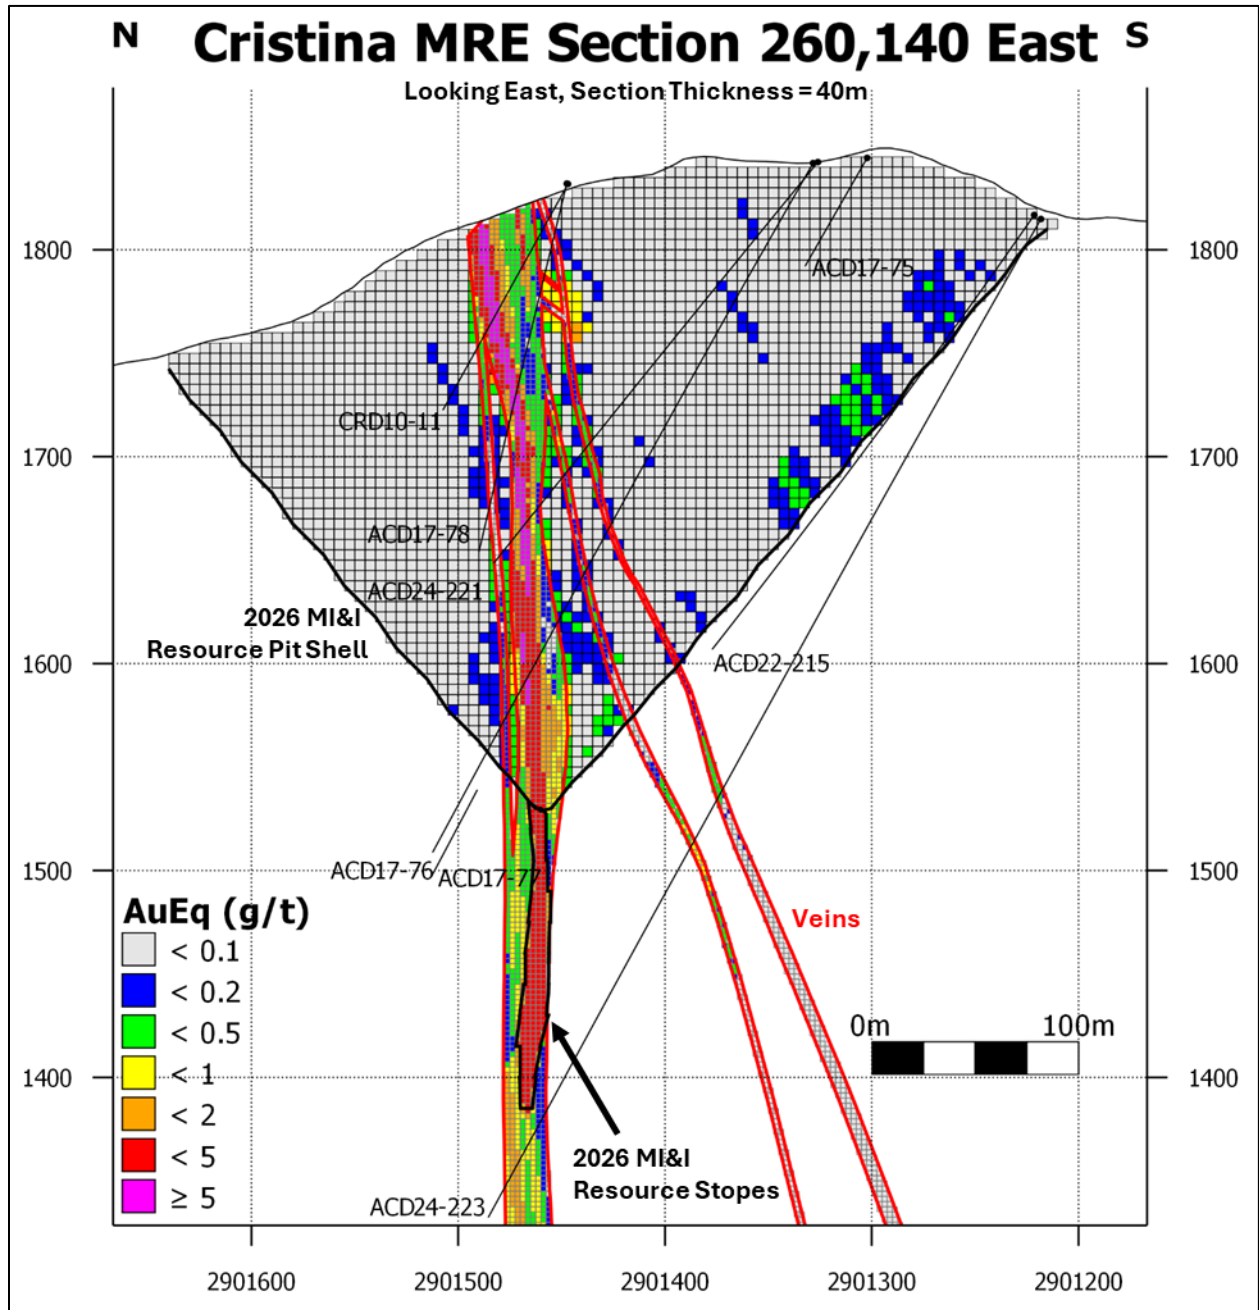 N Cristina MRE Section 260,140 East S
Looking East, Section Thickness = 40m
1800 1800
ACD17-75
CRD10-11
1700 1700
ACD17-78
ACD24-221
2026 MI&I
Resource Pit Shell
1600 1600
ACD22-215
ACD17-76 ACD17-77
1500 1500
AuEq (g/t)
< 0.1
< 0.2
< 0.5
< 1
< 2
< 5
≥ 5
Veins
0m 100m
1400 1400
2026 MI&I
Resource Stopes
ACD24-223
2901600 2901500 2901400 2901300 2901200